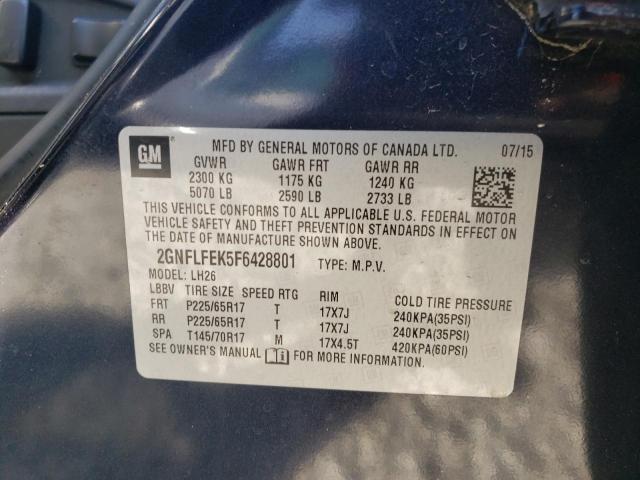 GM
MFD BY GENERAL MOTORS OF CANADA LTD. 07/15
GVWR GAWR FRT GAWR RR
2300 KG 1175 KG 1240 KG
5070 LB 2590 LB 2733 LB
THIS VEHICLE CONFORMS TO ALL APPLICABLE U.S. FEDERAL MOTOR
VEHICLE SAFETY AND THEFT PREVENTION STANDARDS IN EFFECT ON
THE DATE OF MANUFACTURE SHOWN ABOVE.
2GNFLFEK5F6428801 TYPE: M.P.V.
MODEL: LH26
LBBV TIRE SIZE SPEED RTG RIM COLD TIRE PRESSURE
FRT P225/65R17 T 17X7J 240KPA(35PSI)
RR P225/65R17 T 17X7J 240KPA(35PSI)
SPA T145/70R17 M 17X4.5T 420KPA(60PSI)
SEE OWNER'S MANUAL FOR MORE INFORMATION.